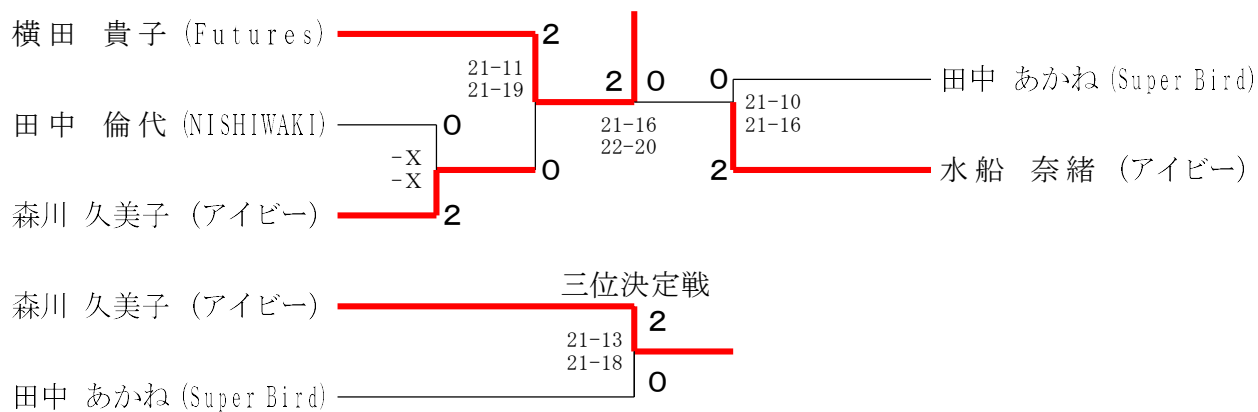 横田 貴子 (Futures)
2
21-11
21-19
2
0
0
田中 あかね (Super Bird)
21-10
21-16
田中 倫代 (NISHIWAKI)
0
21-16
22-20
-X
-X
0
2
水船 奈緒 (アイビー)
森川 久美子 (アイビー)
2
三位決定戦
森川 久美子 (アイビー)
2
21-13
21-18
0
田中 あかね (Super Bird)